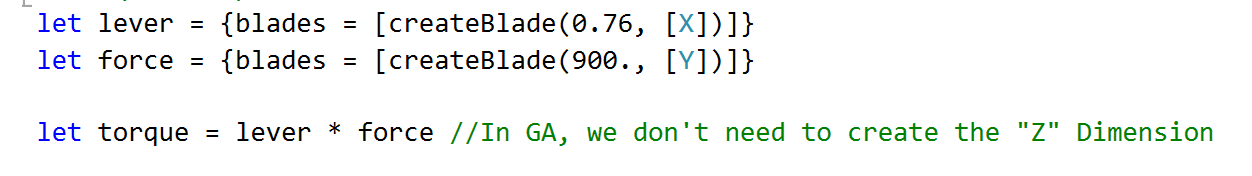 let lever = {blades = [createBlade(0.76, [X])]}
let force = {blades = [createBlade(900., [Y])]}
let torque = lever * force //In GA, we don't need to create the "Z" Dimension